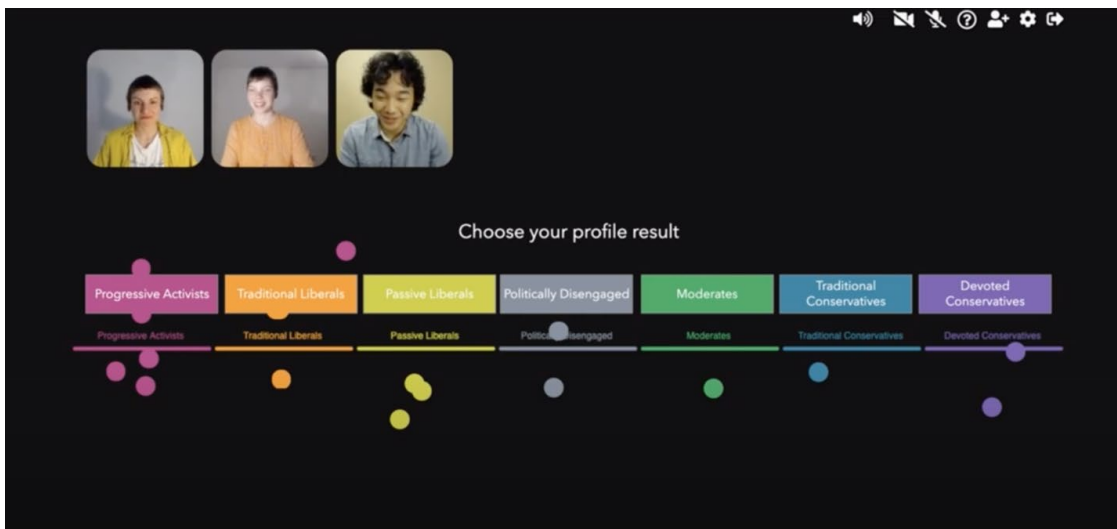 Choose your profile result
Progressive Activists
Traditional Liberals
Passive Liberals
Politically Disengaged
Moderates
Traditional
Conservatives
Devoted
Conservatives
Progressive Activists
Traditional Liberals
Passive Liberals
Moderates
Traditional Conservatives
Devoted Conservatives